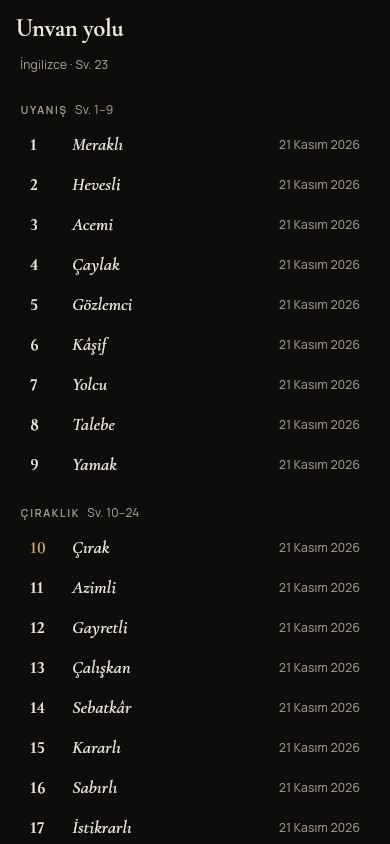 Unvan yolu
İngilizce · Sv. 23
UYANIŞ Sv. 1–9
1 Meraklı 21 Kasım 2026
2 Hevesli 21 Kasım 2026
3 Acemi 21 Kasım 2026
4 Çaylak 21 Kasım 2026
5 Gözlemci 21 Kasım 2026
6 Kâşif 21 Kasım 2026
7 Yolcu 21 Kasım 2026
8 Talebe 21 Kasım 2026
9 Yamak 21 Kasım 2026
ÇIRAKLIK Sv. 10–24
10 Çırak 21 Kasım 2026
11 Azimli 21 Kasım 2026
12 Gayretli 21 Kasım 2026
13 Çalışkan 21 Kasım 2026
14 Sebatkâr 21 Kasım 2026
15 Kararlı 21 Kasım 2026
16 Sabırlı 21 Kasım 2026
17 İstikrarlı 21 Kasım 2026